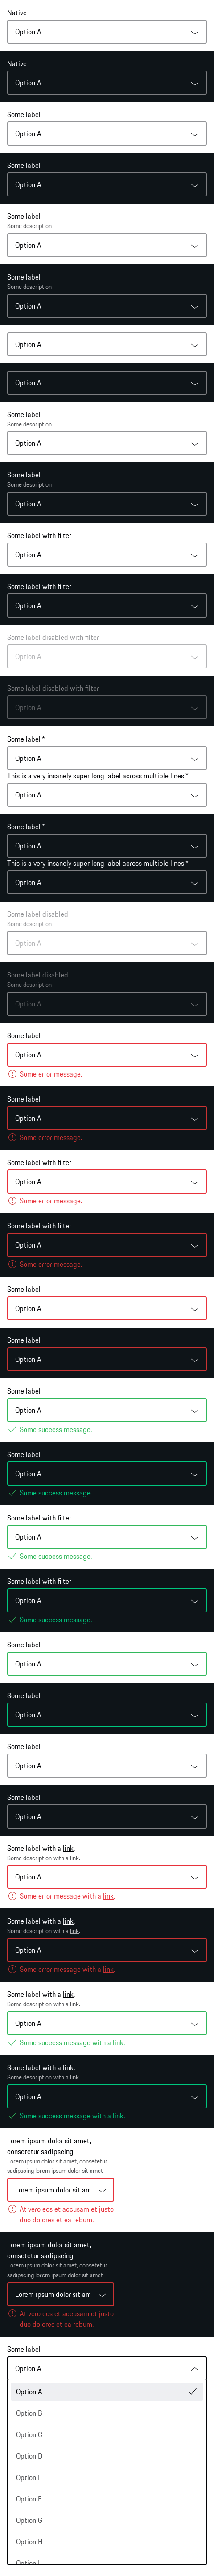 Native
Option A
Native
Option A
Some label
Option A
Some label
Option A
Some label
Some description
Option A
Some label
Some description
Option A
Option A
Option A
Some label
Some description
Option A
Some label
Some description
Option A
Some label with filter
Option A
Some label with filter
Option A
Some label disabled with filter
Option A
Some label disabled with filter
Option A
Some label *
Option A
This is a very insanely super long label across multiple lines *
Option A
Some label *
Option A
This is a very insanely super long label across multiple lines *
Option A
Some label disabled
Some description
Option A
Some label disabled
Some description
Option A
Some label
Option A
Some error message.
Some label
Option A
Some error message.
Some label with filter
Option A
Some error message.
Some label with filter
Option A
Some error message.
Some label
Option A
Some label
Option A
Some label
Option A
Some success message.
Some label
Option A
Some success message.
Some label with filter
Option A
Some success message.
Some label with filter
Option A
Some success message.
Some label
Option A
Some label
Option A
Some label
Option A
Some label
Option A
Some label with a link.
Some description with a link.
Option A
Some error message with a link.
Some label with a link.
Some description with a link.
Option A
Some error message with a link.
Some label with a link.
Some description with a link.
Option A
Some success message with a link.
Some label with a link.
Some description with a link.
Option A
Some success message with a link.
Lorem ipsum dolor sit amet,
consetetur sadipscing
Lorem ipsum dolor sit amet, consetetur
sadipscing lorem ipsum dolor sit amet
Lorem ipsum dolor sit am
At vero eos et accusam et justo
duo dolores et ea rebum.
Lorem ipsum dolor sit amet,
consetetur sadipscing
Lorem ipsum dolor sit amet, consetetur
sadipscing lorem ipsum dolor sit amet
Lorem ipsum dolor sit am
At vero eos et accusam et justo
duo dolores et ea rebum.
Some label
Option A
Option A
Option B
Option C
Option D
Option E
Option F
Option G
Option H
Option I